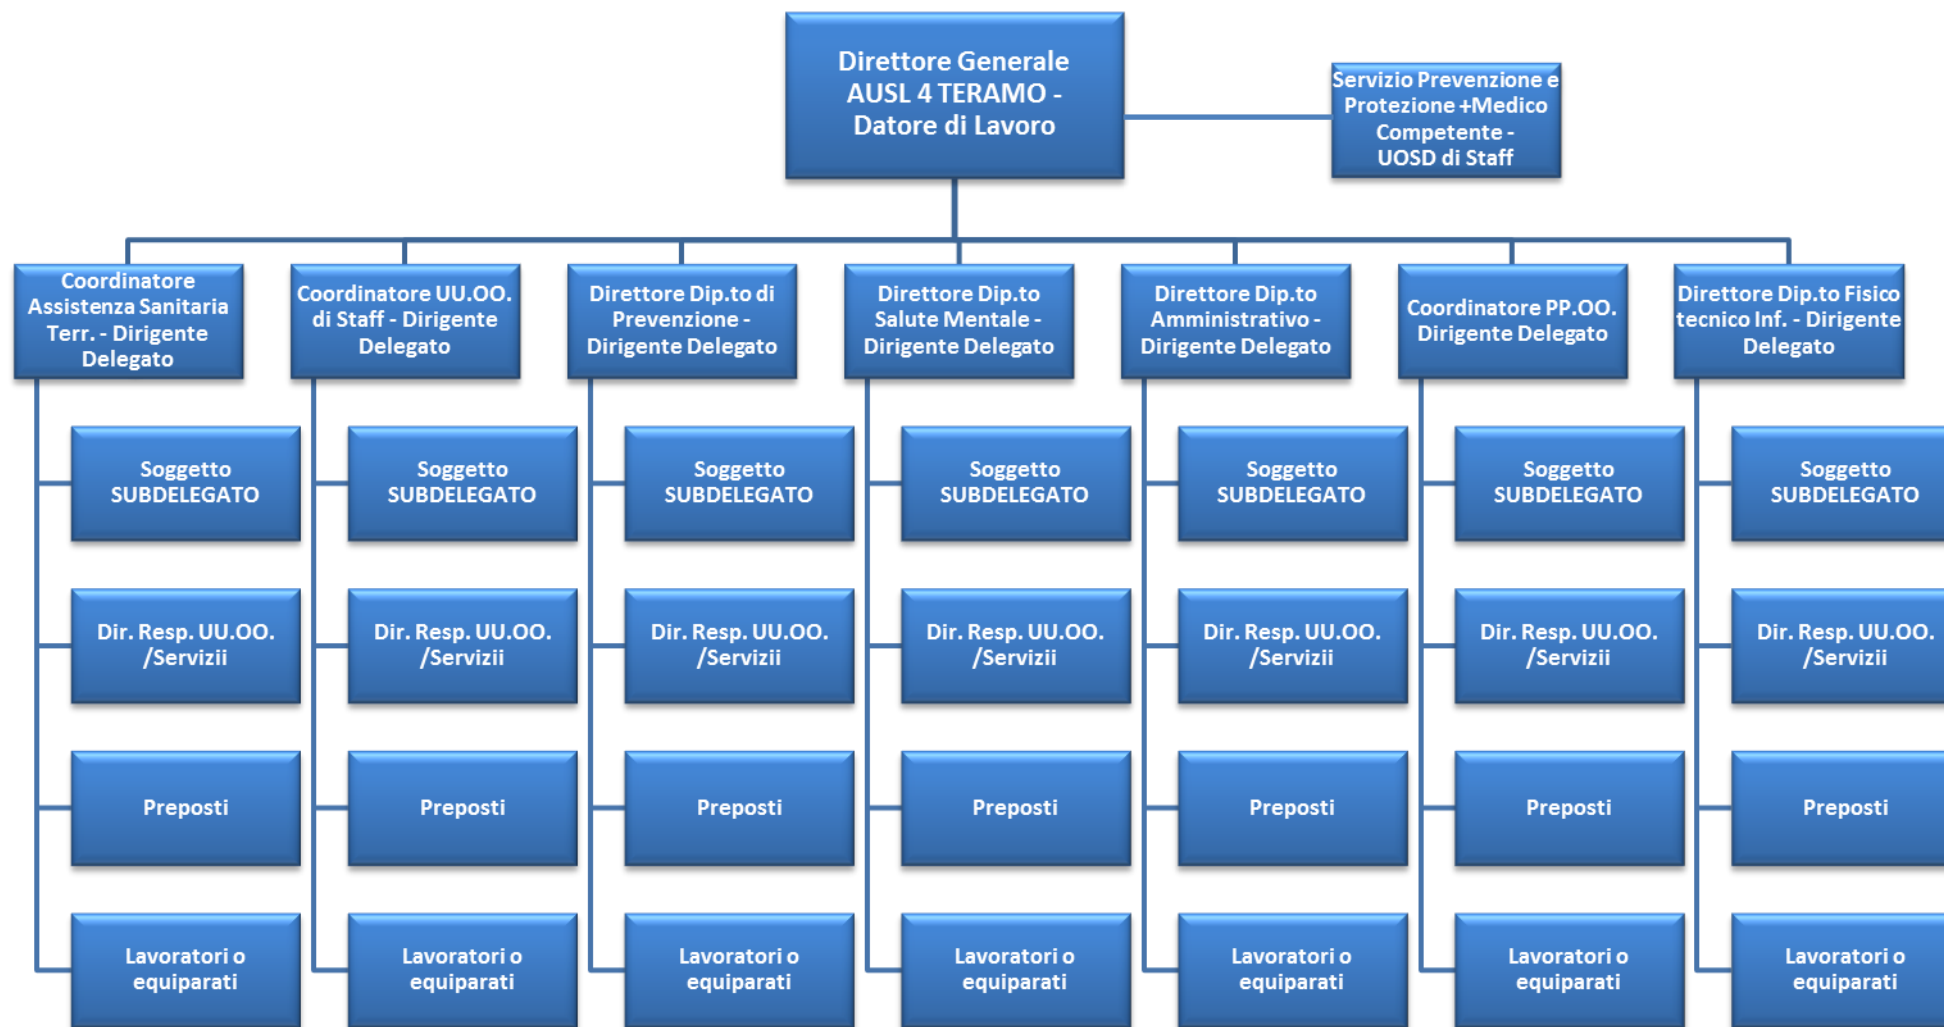 Direttore Generale
AUSL 4 TERAMO -
Datore di Lavoro
Servizio Prevenzione e
Protezione +Medico
Competente -
UOSD di Staff
Coordinatore
Assistenza Sanitaria
Terr. - Dirigente
Delegato
Coordinatore UU.OO.
di Staff - Dirigente
Delegato
Direttore Dip.to di
Prevenzione -
Dirigente Delegato
Direttore Dip.to
Salute Mentale -
Dirigente Delegato
Direttore Dip.to
Amministrativo -
Dirigente Delegato
Coordinatore PP.OO.
Dirigente Delegato
Direttore Dip.to Fisico
tecnico Inf. - Dirigente
Delegato
Soggetto
SUBDELEGATO
Soggetto
SUBDELEGATO
Soggetto
SUBDELEGATO
Soggetto
SUBDELEGATO
Soggetto
SUBDELEGATO
Soggetto
SUBDELEGATO
Soggetto
SUBDELEGATO
Dir. Resp. UU.OO.
/Servizii
Dir. Resp. UU.OO.
/Servizii
Dir. Resp. UU.OO.
/Servizii
Dir. Resp. UU.OO.
/Servizii
Dir. Resp. UU.OO.
/Servizii
Dir. Resp. UU.OO.
/Servizii
Dir. Resp. UU.OO.
/Servizii
Preposti
Preposti
Preposti
Preposti
Preposti
Preposti
Preposti
Lavoratori o
equiparati
Lavoratori o
equiparati
Lavoratori o
equiparati
Lavoratori o
equiparati
Lavoratori o
equiparati
Lavoratori o
equiparati
Lavoratori o
equiparati